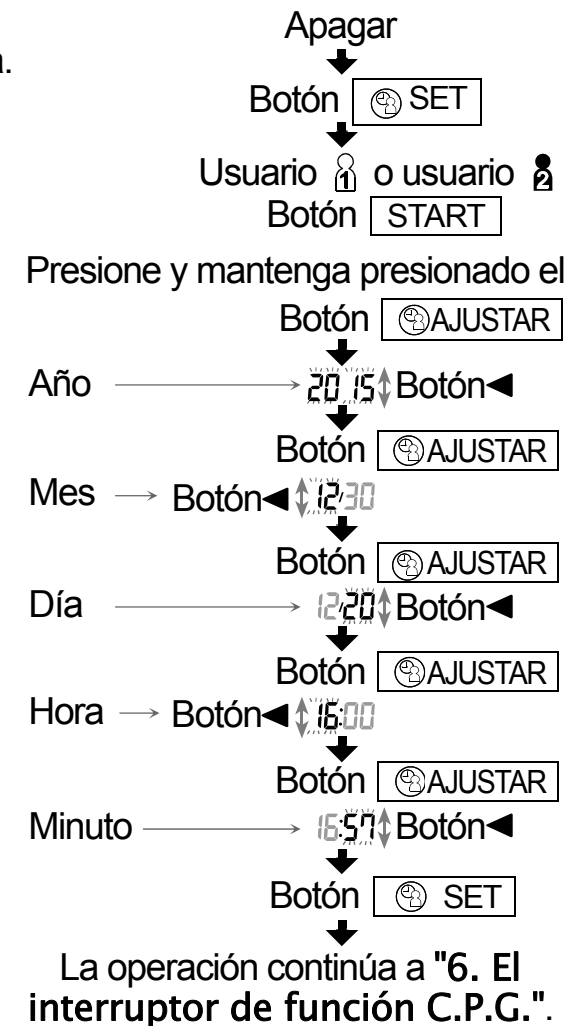 Apagar
a.
Botón SET
Usuario 1 o usuario 2
Botón START
Presione y mantenga presionado el
Botón AJUSTAR
Año 20 15 Botón
Botón AJUSTAR
Mes Botón 12/30
Botón AJUSTAR
Día 12/20 Botón
Botón AJUSTAR
Hora Botón 16:00
Botón AJUSTAR
Minuto 16:57 Botón
Botón SET
La operación continúa a "6. El
interruptor de función C.P.G.".